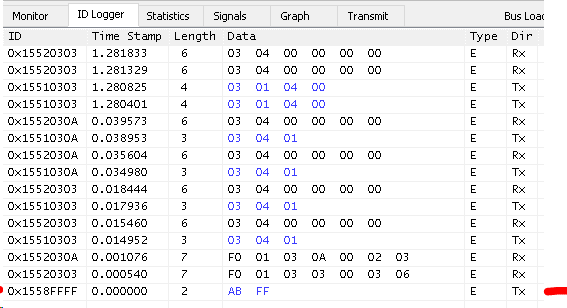 Monitor ID Logger Statistics Signals Graph Transmit Bus Load
ID Time Stamp Length Data Type Dir
0x15520303 1.281833 6 03 04 00 00 00 00 E Rx
0x15520303 1.281329 6 03 04 00 00 00 00 E Rx
0x15510303 1.280825 4 03 01 04 00 E Tx
0x15510303 1.280401 4 03 01 04 00 E Tx
0x1552030A 0.039573 6 03 04 00 00 00 00 E Rx
0x1551030A 0.038953 3 03 04 01 E Tx
0x1552030A 0.035604 6 03 04 00 00 00 00 E Rx
0x1551030A 0.034980 3 03 04 01 E Tx
0x15520303 0.018444 6 03 04 00 00 00 00 E Rx
0x15510303 0.017936 3 03 04 01 E Tx
0x15520303 0.015460 6 03 04 00 00 00 00 E Rx
0x15510303 0.014952 3 03 04 01 E Tx
0x1552030A 0.001076 7 F0 01 03 0A 00 02 03 E Rx
0x15520303 0.000540 7 F0 01 03 03 00 03 06 E Rx
0x1558FFFF 0.000000 2 AB FF E Tx